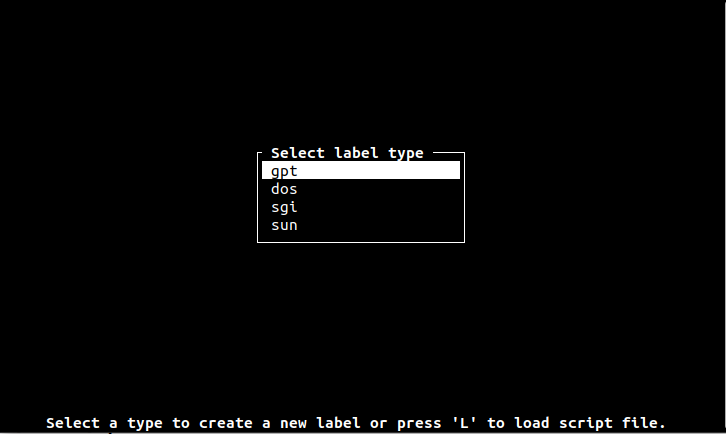 Select label type
gpt
dos
sgi
sun
Select a type to create a new label or press 'L' to load script file.